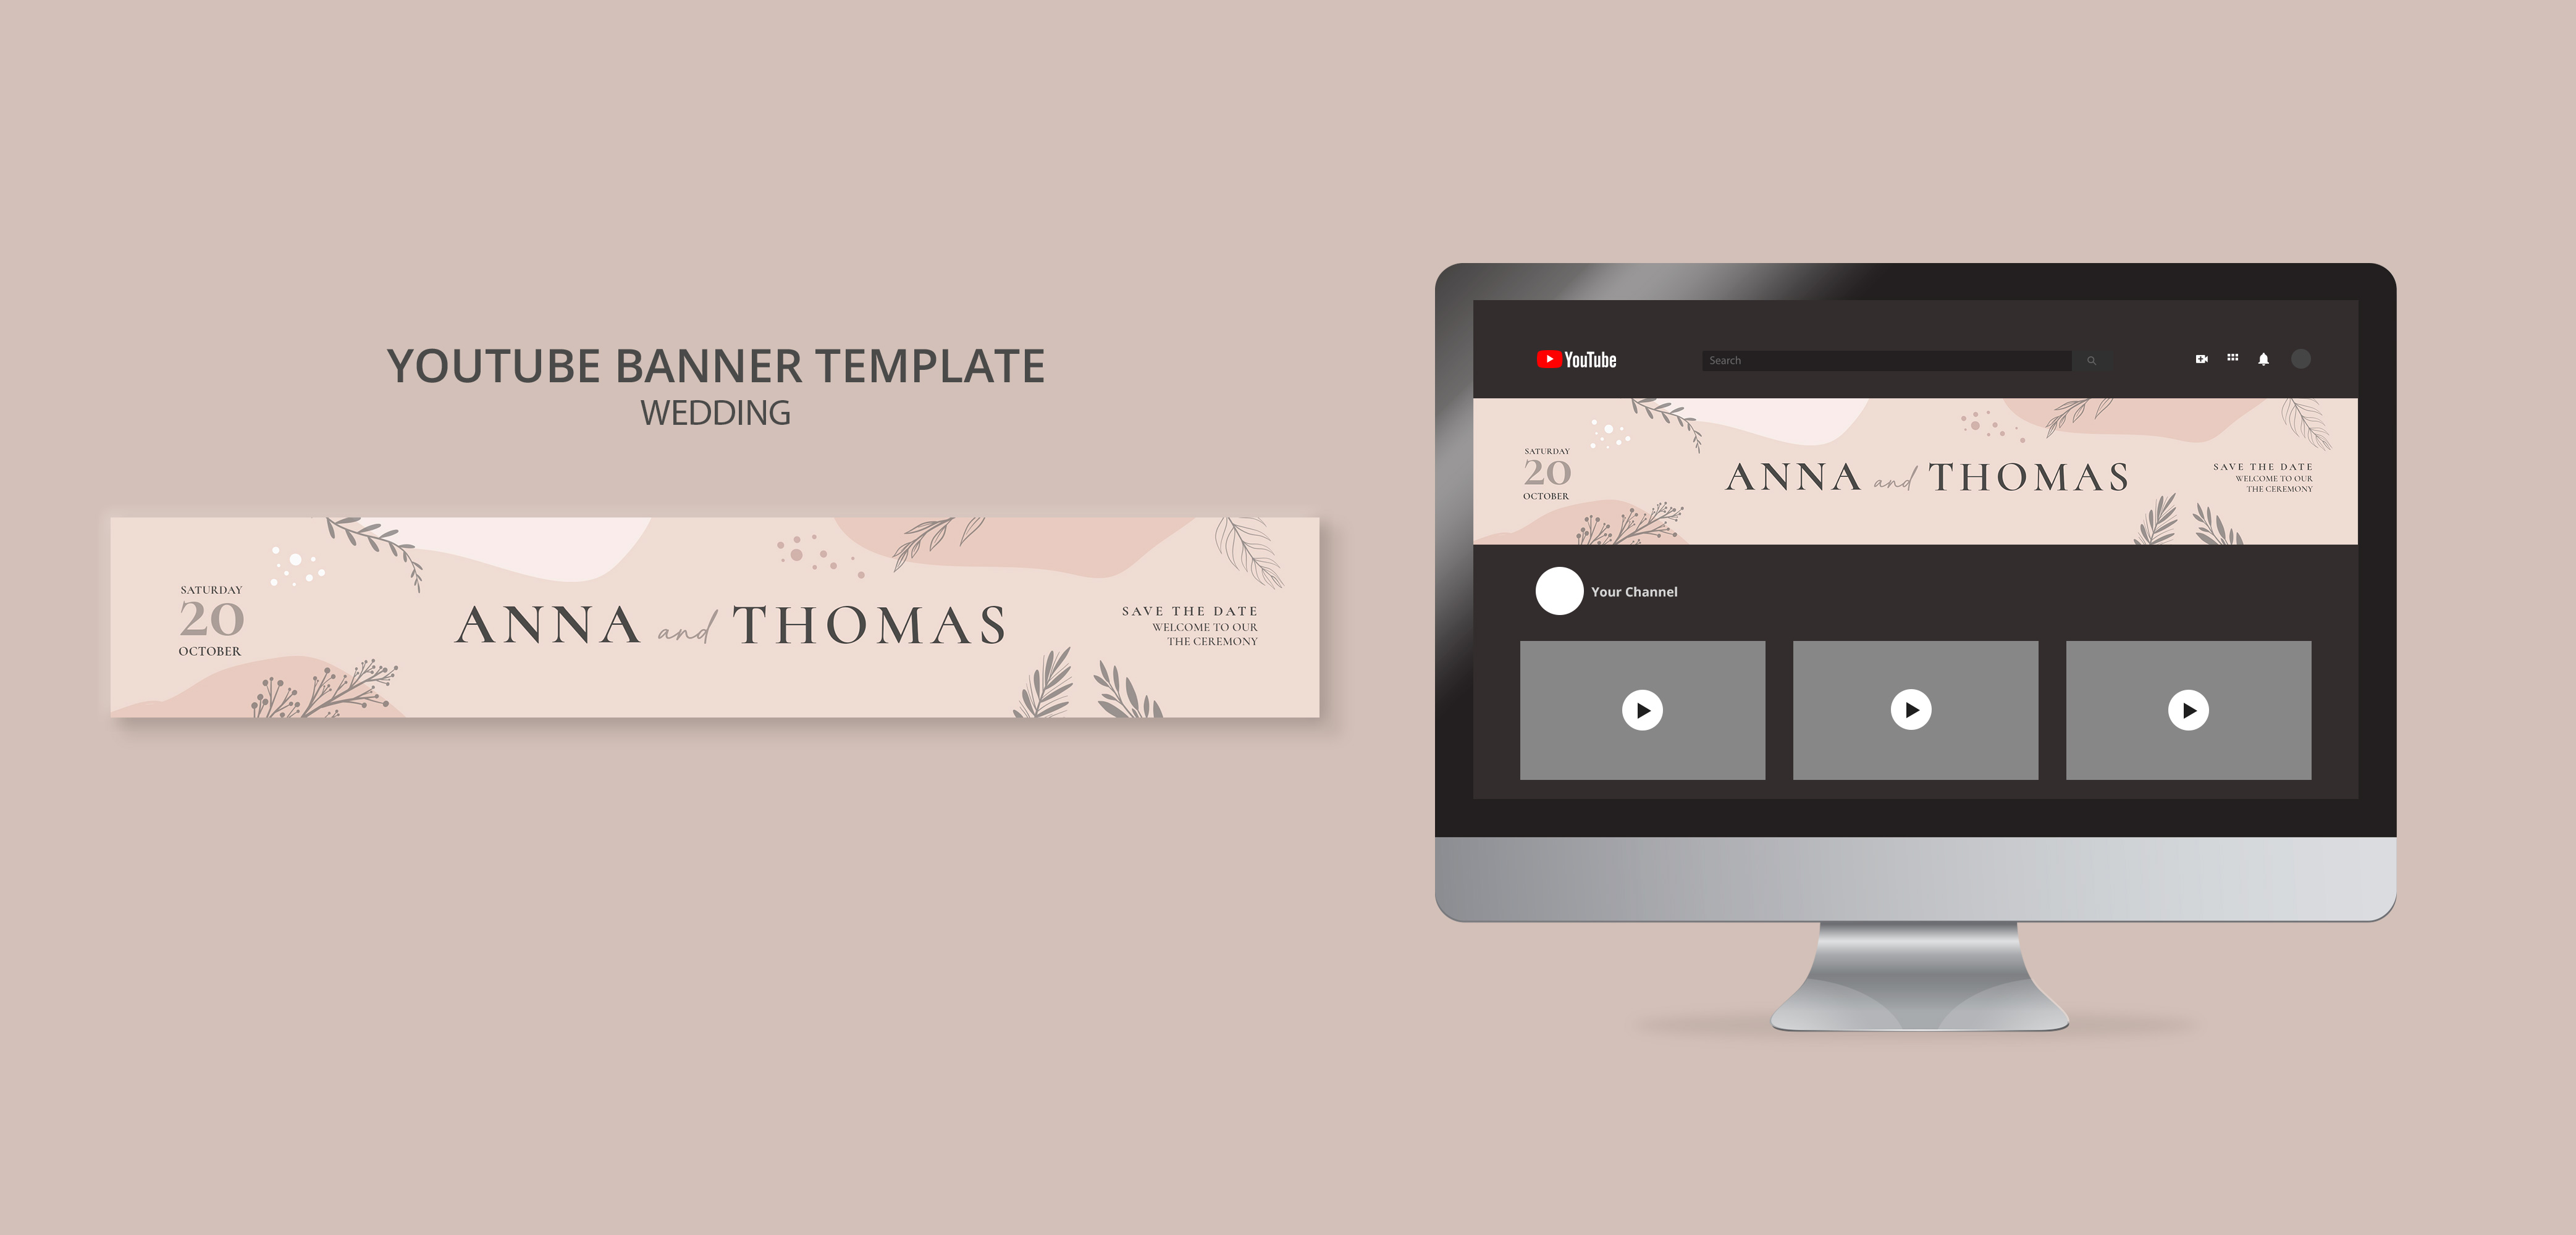 YOUTUBE BANNER TEMPLATE
WEDDING
SATURDAY
20
OCTOBER
ANNA and THOMAS
SAVE THE DATE
WELCOME TO OUR
THE CEREMONY
YouTube
Search
SATURDAY
20
OCTOBER
ANNA and THOMAS
SAVE THE DATE
WELCOME TO OUR
THE CEREMONY
Your Channel